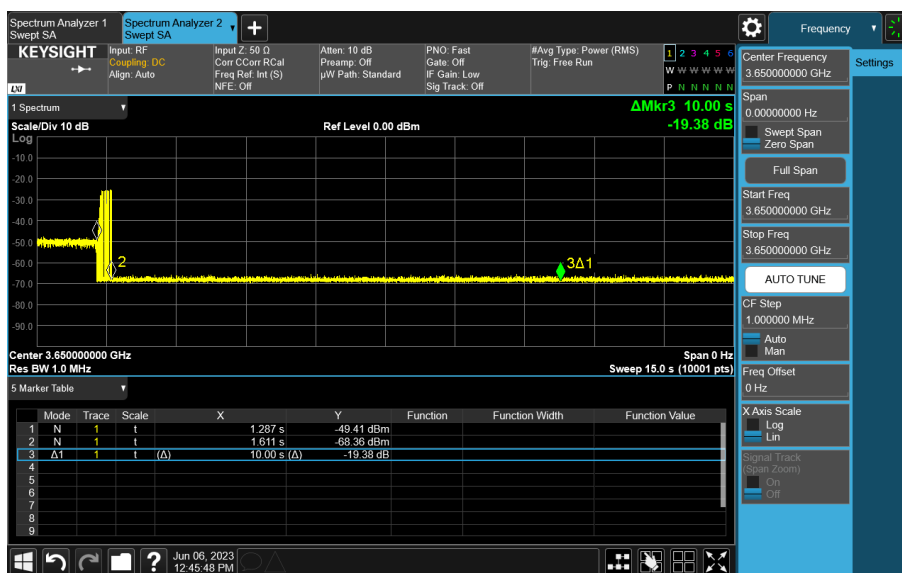 Spectrum Analyzer 1
Swept SA
Spectrum Analyzer 2
Swept SA
Frequency
KEYSIGHT
LXI
Input: RF
Coupling: DC
Align: Auto
Input Z: 50 Ω
Corr CCorr RCal
Freq Ref: Int (S)
NFE: Off
Atten: 10 dB
Preamp: Off
µW Path: Standard
PNO: Fast
Gate: Off
IF Gain: Low
Sig Track: Off
#Avg Type: Power (RMS)
Trig: Free Run
1 2 3 4 5 6
W W W W W W
P N N N N N
1 Spectrum
ΔMkr3 10.00 s
Scale/Div 10 dB
Ref Level 0.00 dBm
-19.38 dB
Log
-10.0
-20.0
-30.0
-40.0
-50.0
-60.0
-70.0
-80.0
-90.0
2
3Δ1
Center 3.650000000 GHz
Span 0 Hz
Res BW 1.0 MHz
Sweep 15.0 s (10001 pts)
5 Marker Table
Mode Trace Scale X Y Function Function Width Function Value
1 N 1 t 1.287 s -49.41 dBm
2 N 1 t 1.611 s -68.36 dBm
3 Δ1 1 t (Δ) 10.00 s (Δ) -19.38 dB
4
5
6
7
8
9
?
Jun 06, 2023
12:45:48 PM
Center Frequency
3.650000000 GHz
Span
0.00000000 Hz
Swept Span
Zero Span
Full Span
Start Freq
3.650000000 GHz
Stop Freq
3.650000000 GHz
AUTO TUNE
CF Step
1.000000 MHz
Auto
Man
Freq Offset
0 Hz
X Axis Scale
Log
Lin
Signal Track
(Span Zoom)
On
Off
Settings